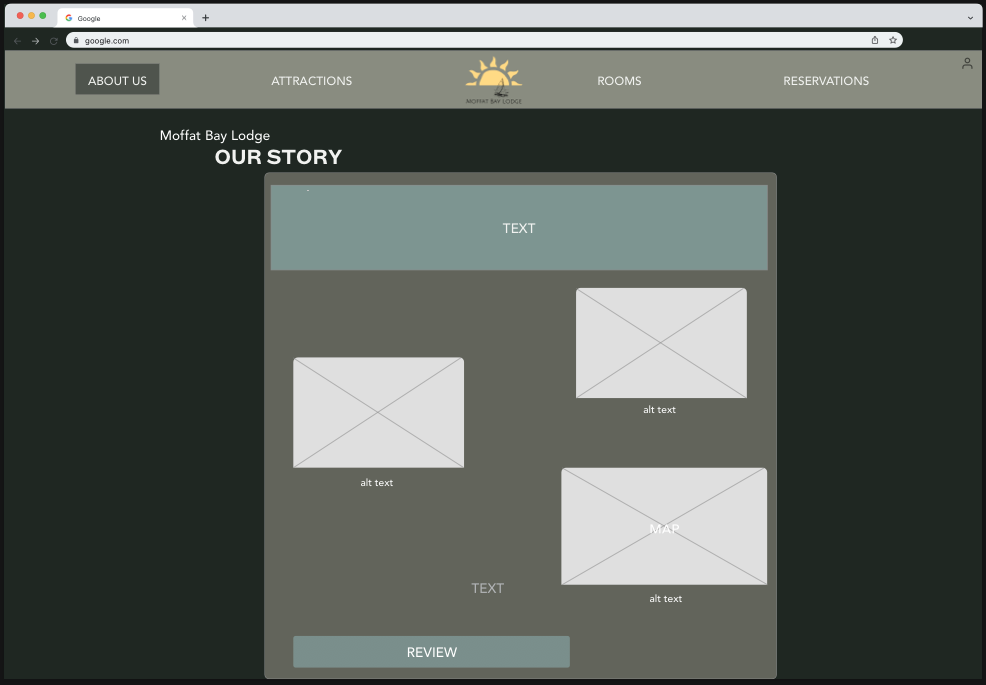 Google
google.com
ABOUT US
ATTRACTIONS
MOFFAT BAY LODGE
ROOMS
RESERVATIONS
Moffat Bay Lodge
OUR STORY
TEXT
alt text
alt text
MAP
alt text
TEXT
REVIEW